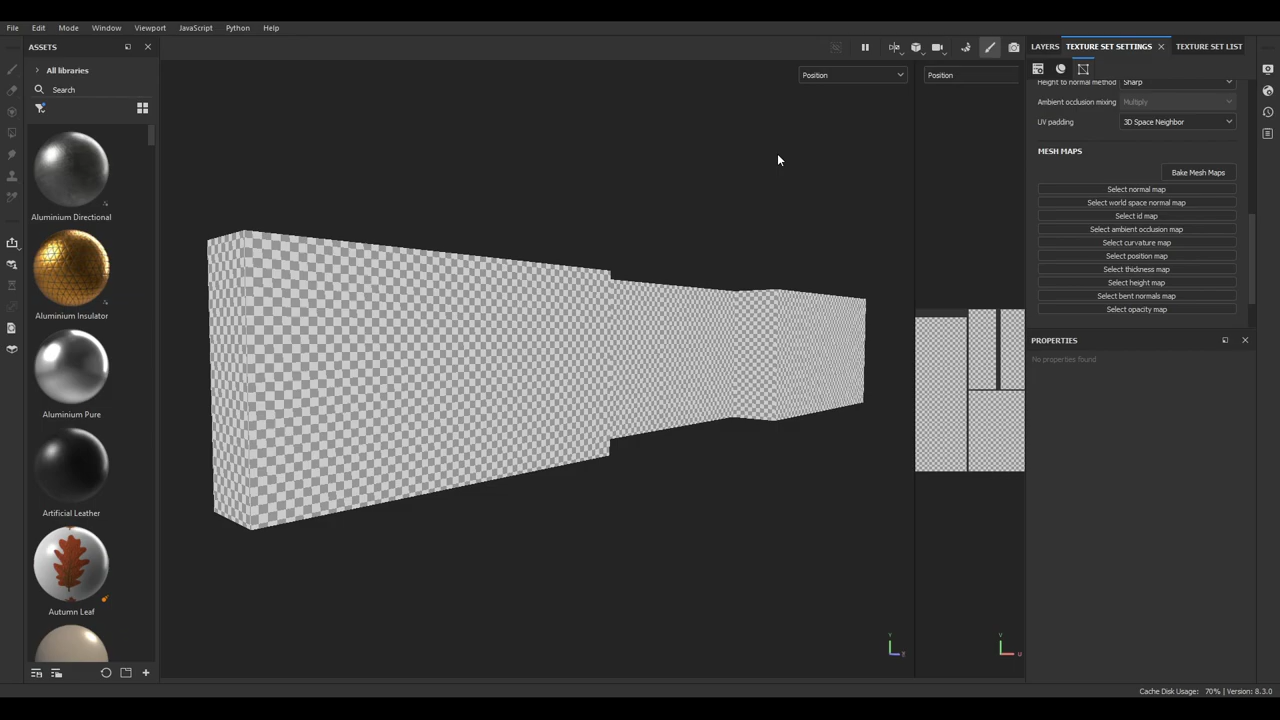 File Edit Mode Window Viewport JavaScript Python Help
ASSETS
LAYERS TEXTURE SET SETTINGS TEXTURE SET LIST
All libraries
Search
Position
Position
Height to normal method Sharp
Ambient occlusion mixing Multiply
UV padding 3D Space Neighbor
MESH MAPS
Bake Mesh Maps
Select normal map
Select world space normal map
Select id map
Select ambient occlusion map
Select curvature map
Select position map
Select thickness map
Select height map
Select bent normals map
Select opacity map
PROPERTIES
No properties found
Aluminium Directional
Aluminium Insulator
Aluminium Pure
Artificial Leather
Autumn Leaf
Y
Z
V
U
Cache Disk Usage: 70% | Version: 8.3.0